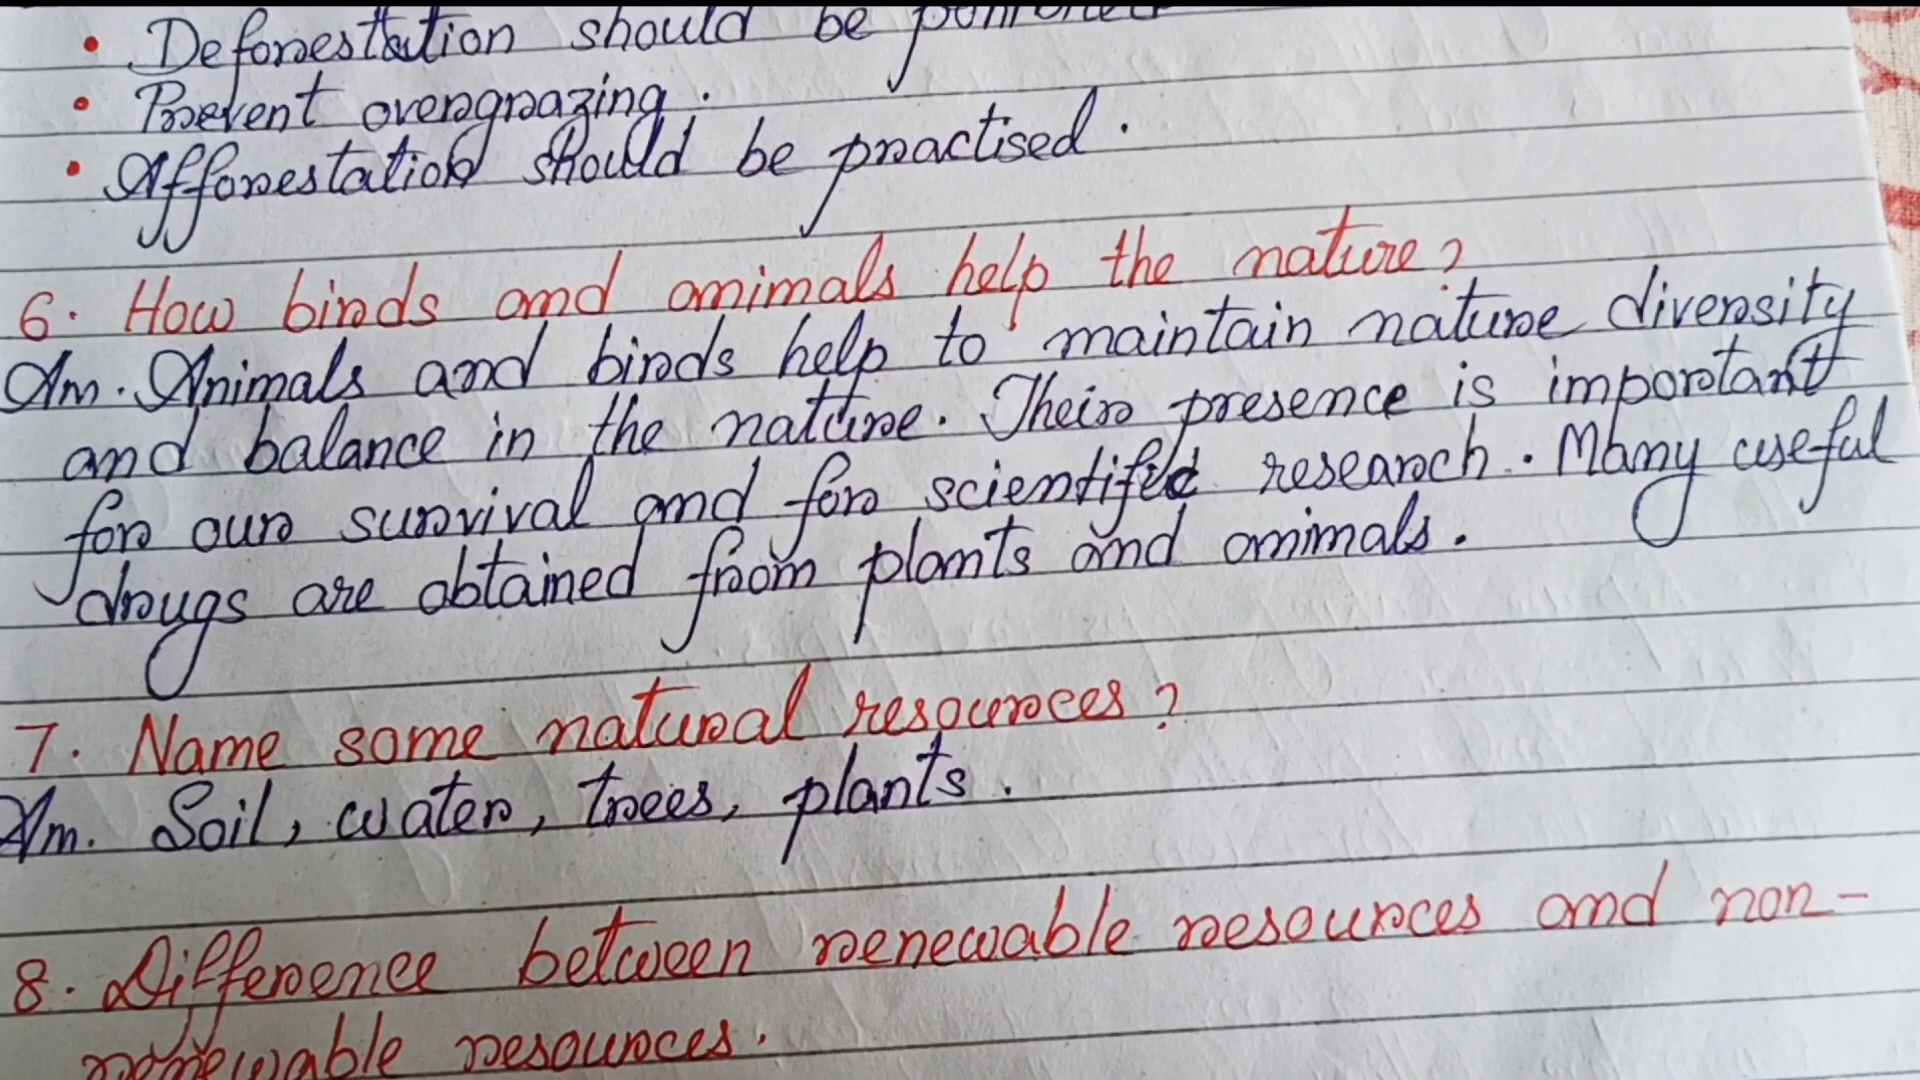 • Deforestation should be
• Prevent overgrazing.
• Afforestation should be practised.
6. How birds and animals help the nature?
Ans. Animals and birds help to maintain nature diversity
and balance in the nature. Their presence is important
for our survival and for scientific research. Many useful
drugs are obtained from plants and animals.
7. Name some natural resources?
Ans. Soil, water, trees, plants.
8. Difference between renewable resources and non-
renewable resources.